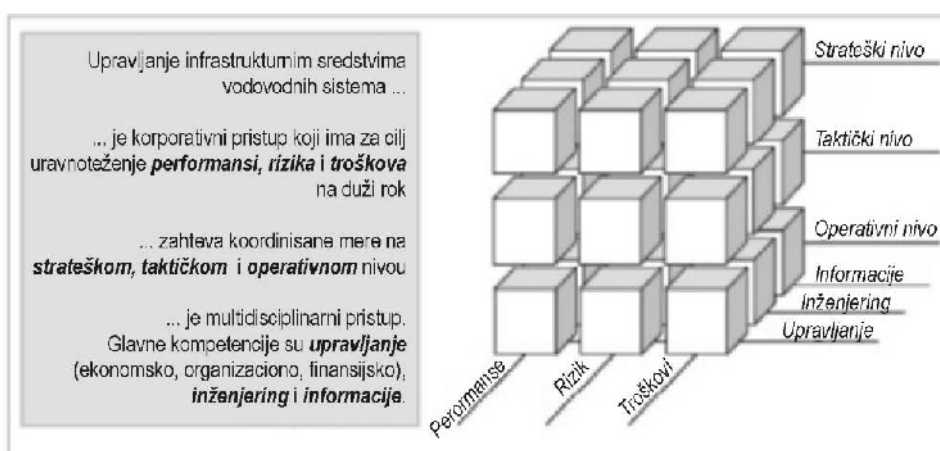 Upravljanje infrastrukturnim sredstvima
vodovodnih sistema ...
... je korporativni pristup koji ima za cilj
uravnoteženje performansi, rizika i troškova
na duži rok
... zahteva koordinisane mere na
strateškom, taktičkom i operativnom nivou
... je multidisciplinarni pristup.
Glavne kompetencije su upravljanje
(ekonomsko, organizaciono, finansijsko),
inženjering i informacije.
Strateški nivo
Taktički nivo
Operativni nivo
Informacije
Inženjering
Upravljanje
Perormanse
Rizik
Troškovi